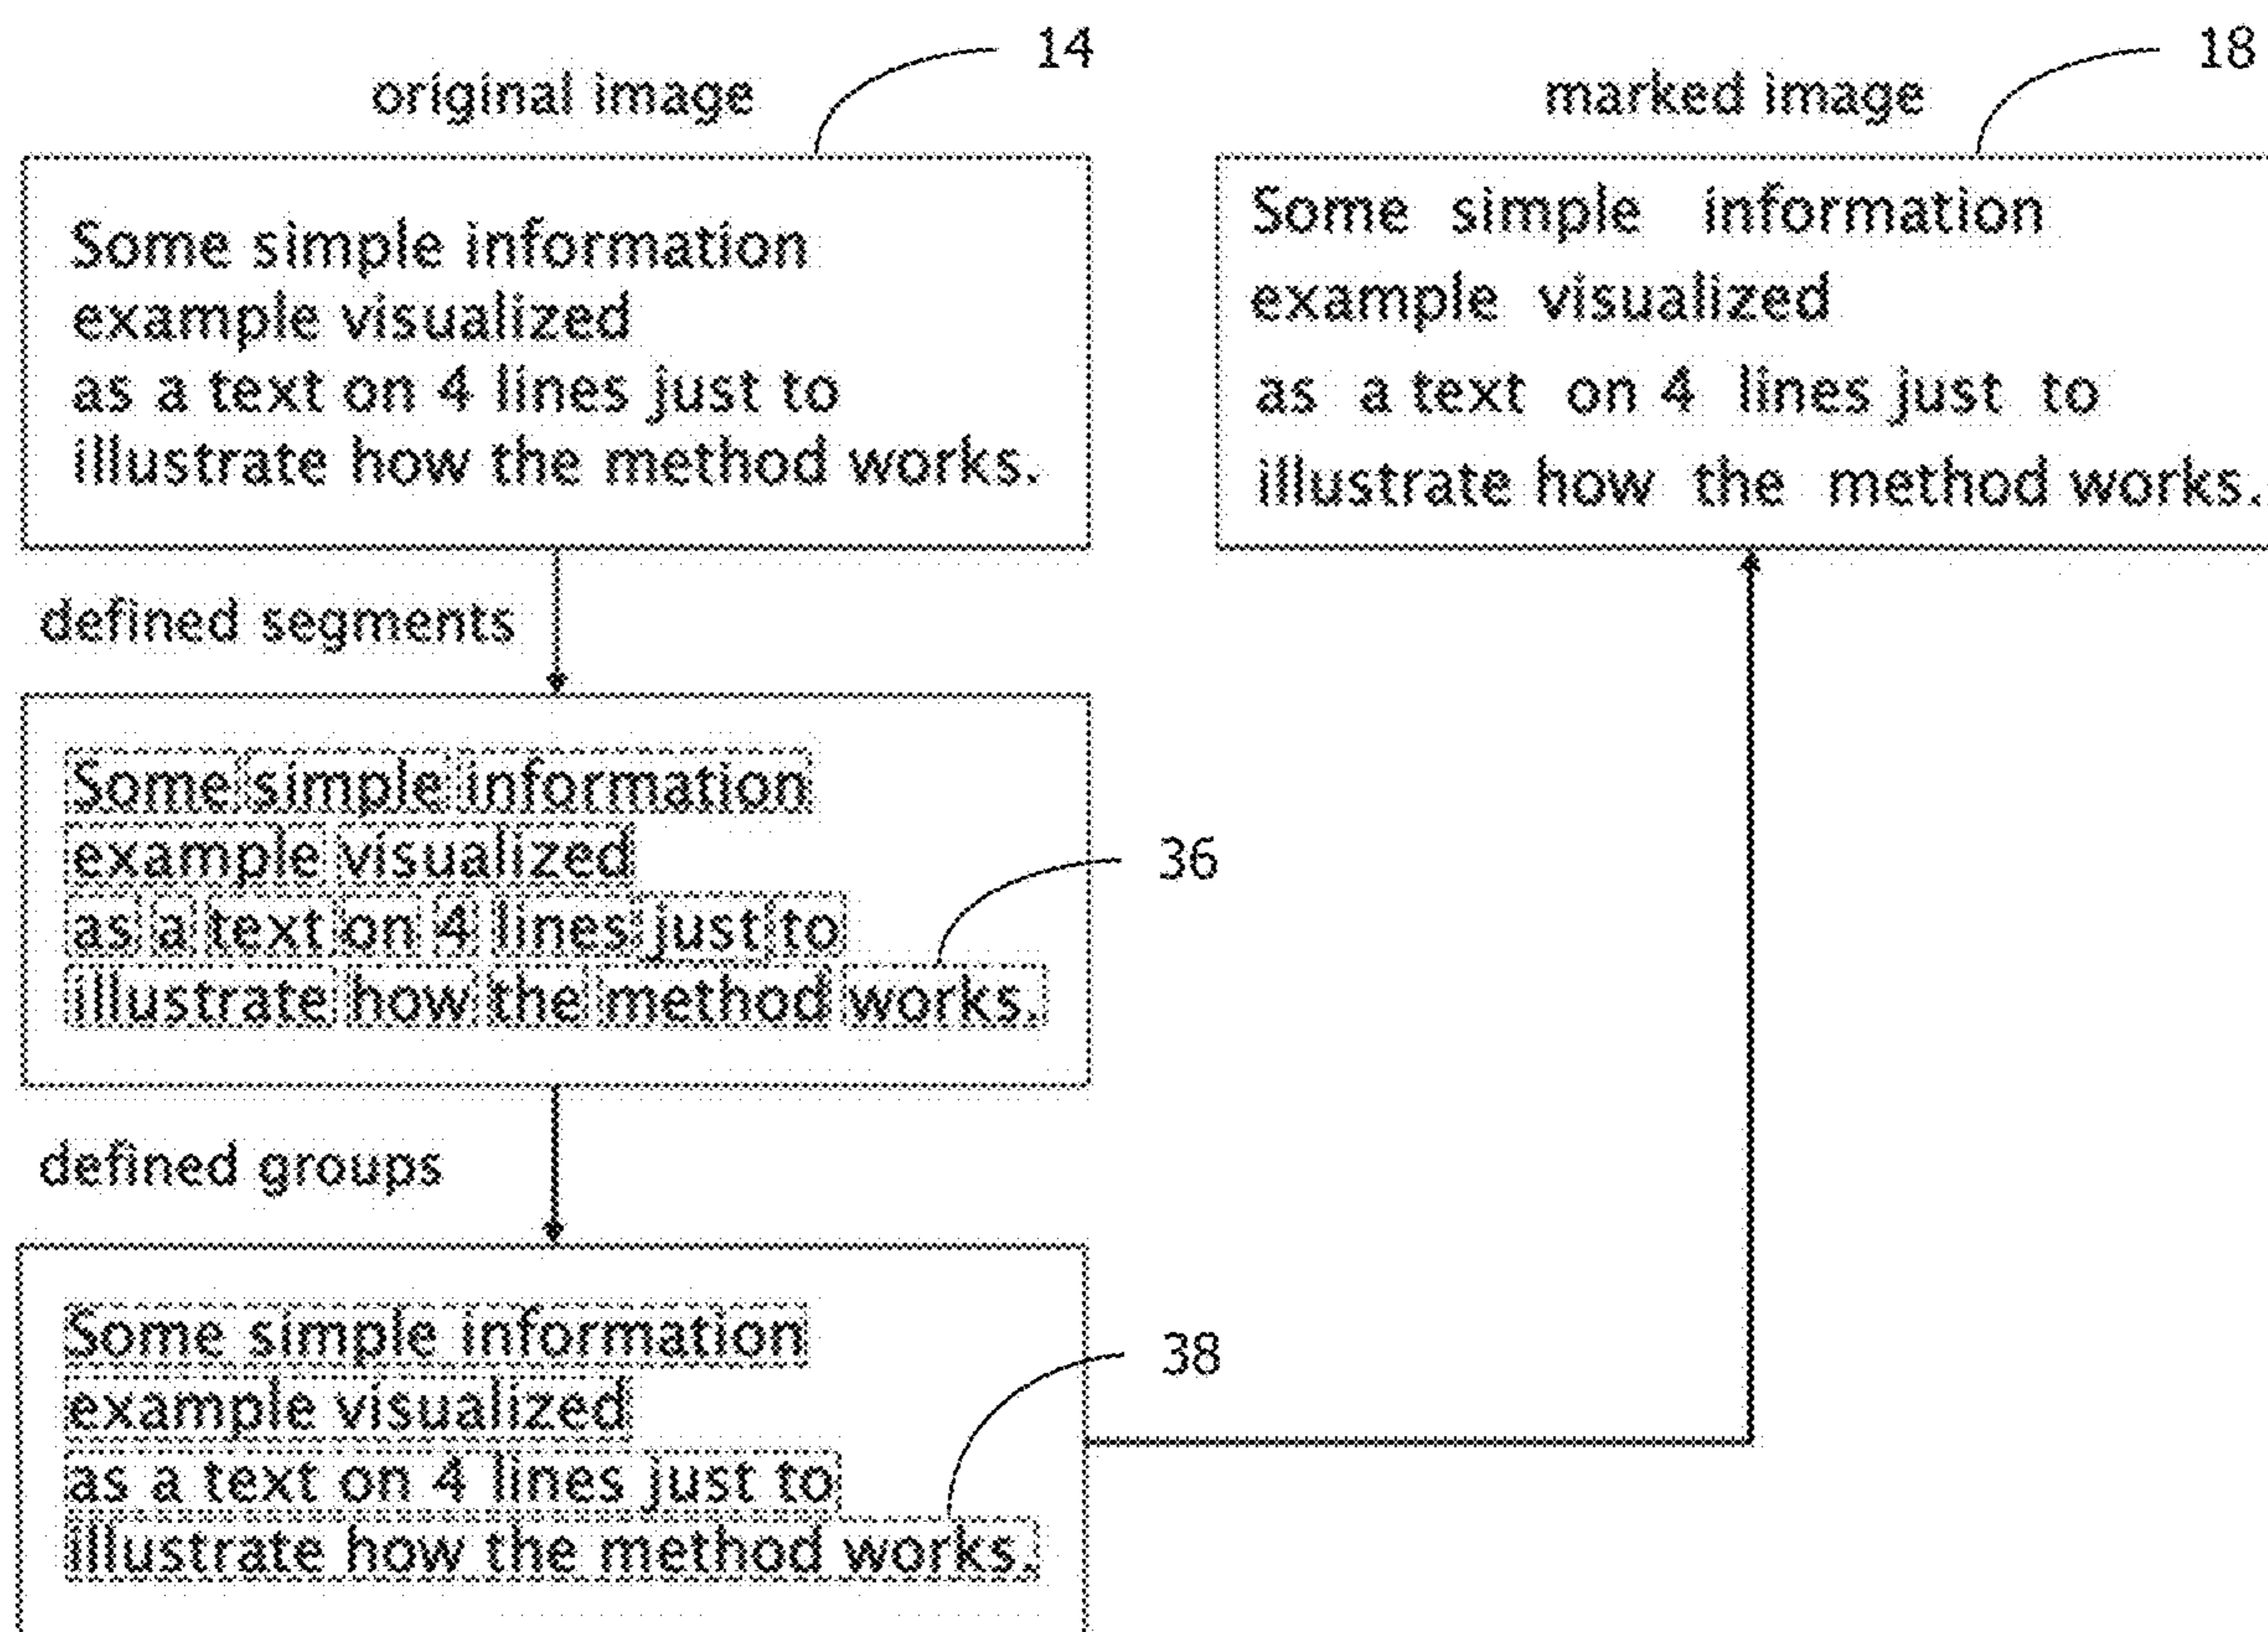 14
original image
Some simple information
example visualized
as a text on 4 lines just to
illustrate how the method works.
18
marked image
Some simple information
example visualized
as a text on 4 lines just to
illustrate how the method works.
defined segments
Some simple information
example visualized
as a text on 4 lines just to
illustrate how the method works.
36
defined groups
Some simple information
example visualized
as a text on 4 lines just to
illustrate how the method works.
38